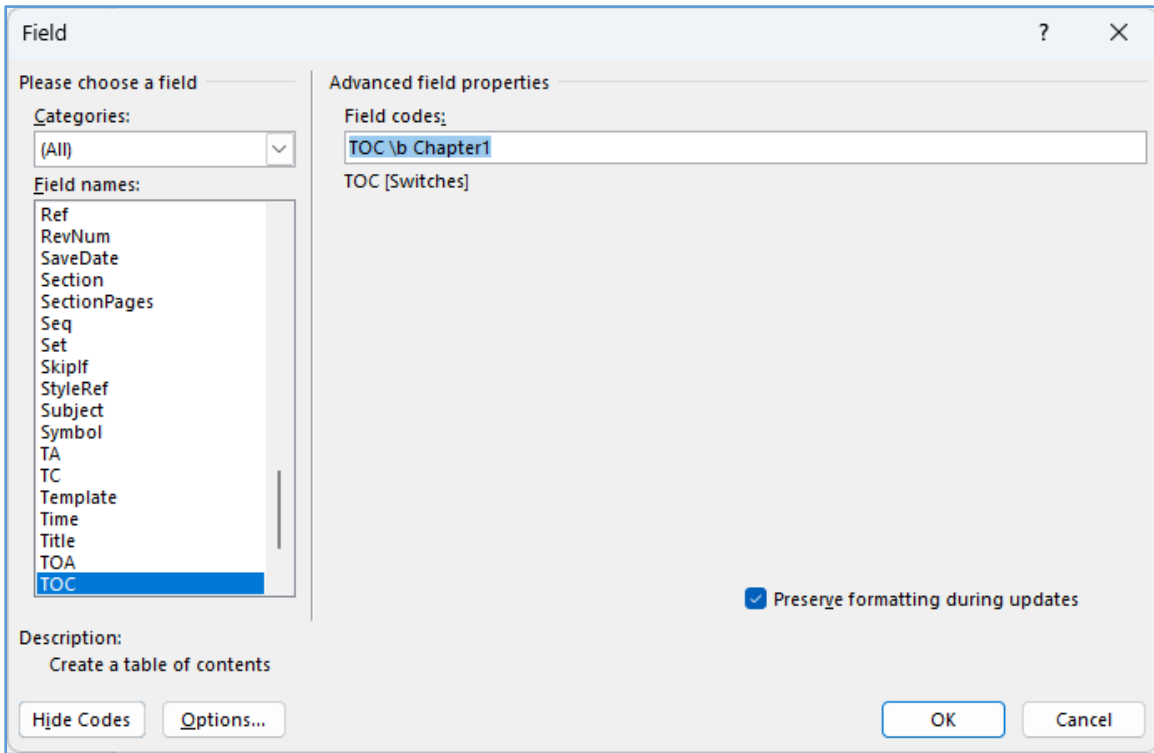 Field
?
Please choose a field
Categories:
(All)
Field names:
Ref
RevNum
SaveDate
Section
SectionPages
Seq
Set
SkipIf
StyleRef
Subject
Symbol
TA
TC
Template
Time
Title
TOA
TOC
Advanced field properties
Field codes:
TOC \b Chapter1
TOC [Switches]
Preserve formatting during updates
Description:
Create a table of contents
Hide Codes
Options...
OK
Cancel